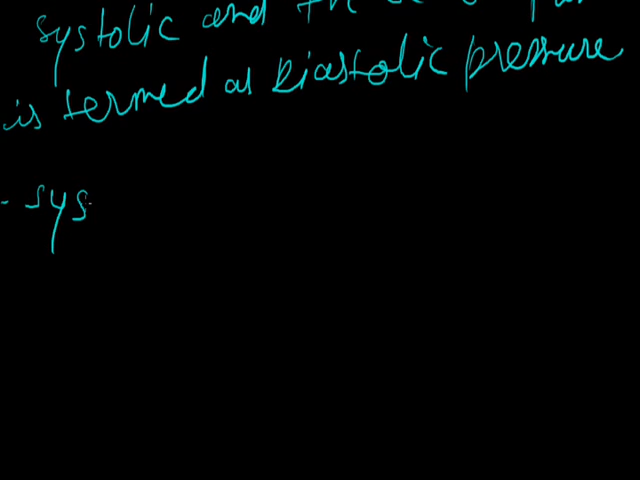 systolic and
is termed as Diastolic pressure
- sys